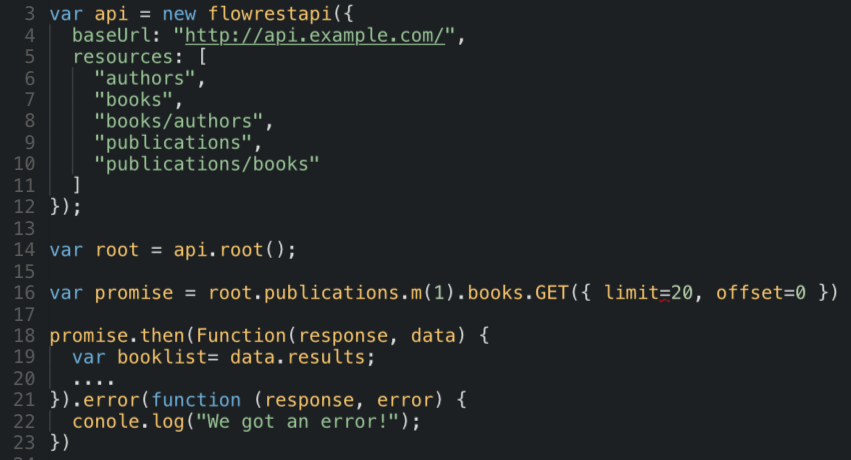 3 var api = new flowrestapi({
4 baseUrl: "http://api.example.com/",
5 resources: [
6 "authors",
7 "books",
8 "books/authors",
9 "publications",
10 "publications/books"
11 ]
12 });
13
14 var root = api.root();
15
16 var promise = root.publications.m(1).books.GET({ limit=20, offset=0 })
17
18 promise.then(Function(response, data) {
19 var booklist= data.results;
20 ....
21 }).error(function (response, error) {
22 conole.log("We got an error!");
23 })